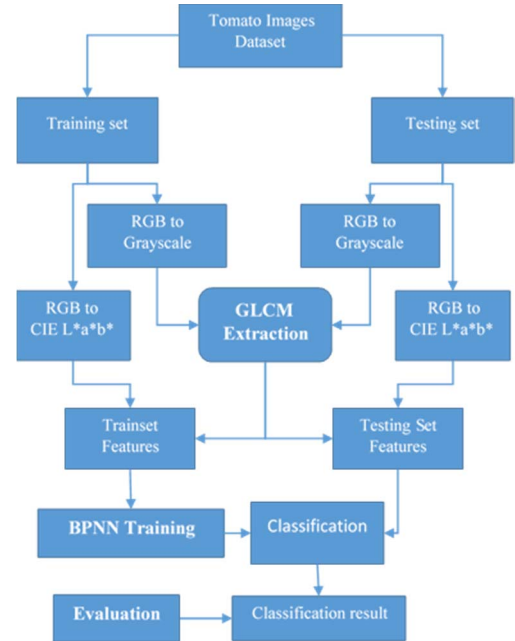 Tomato Images
Dataset
Training set
Testing set
RGB to
Grayscale
RGB to
Grayscale
RGB to
CIE L*a*b*
GLCM
Extraction
RGB to
CIE L*a*b*
Trainset
Features
Testing Set
Features
BPNN Training
Classification
Evaluation
Classification result